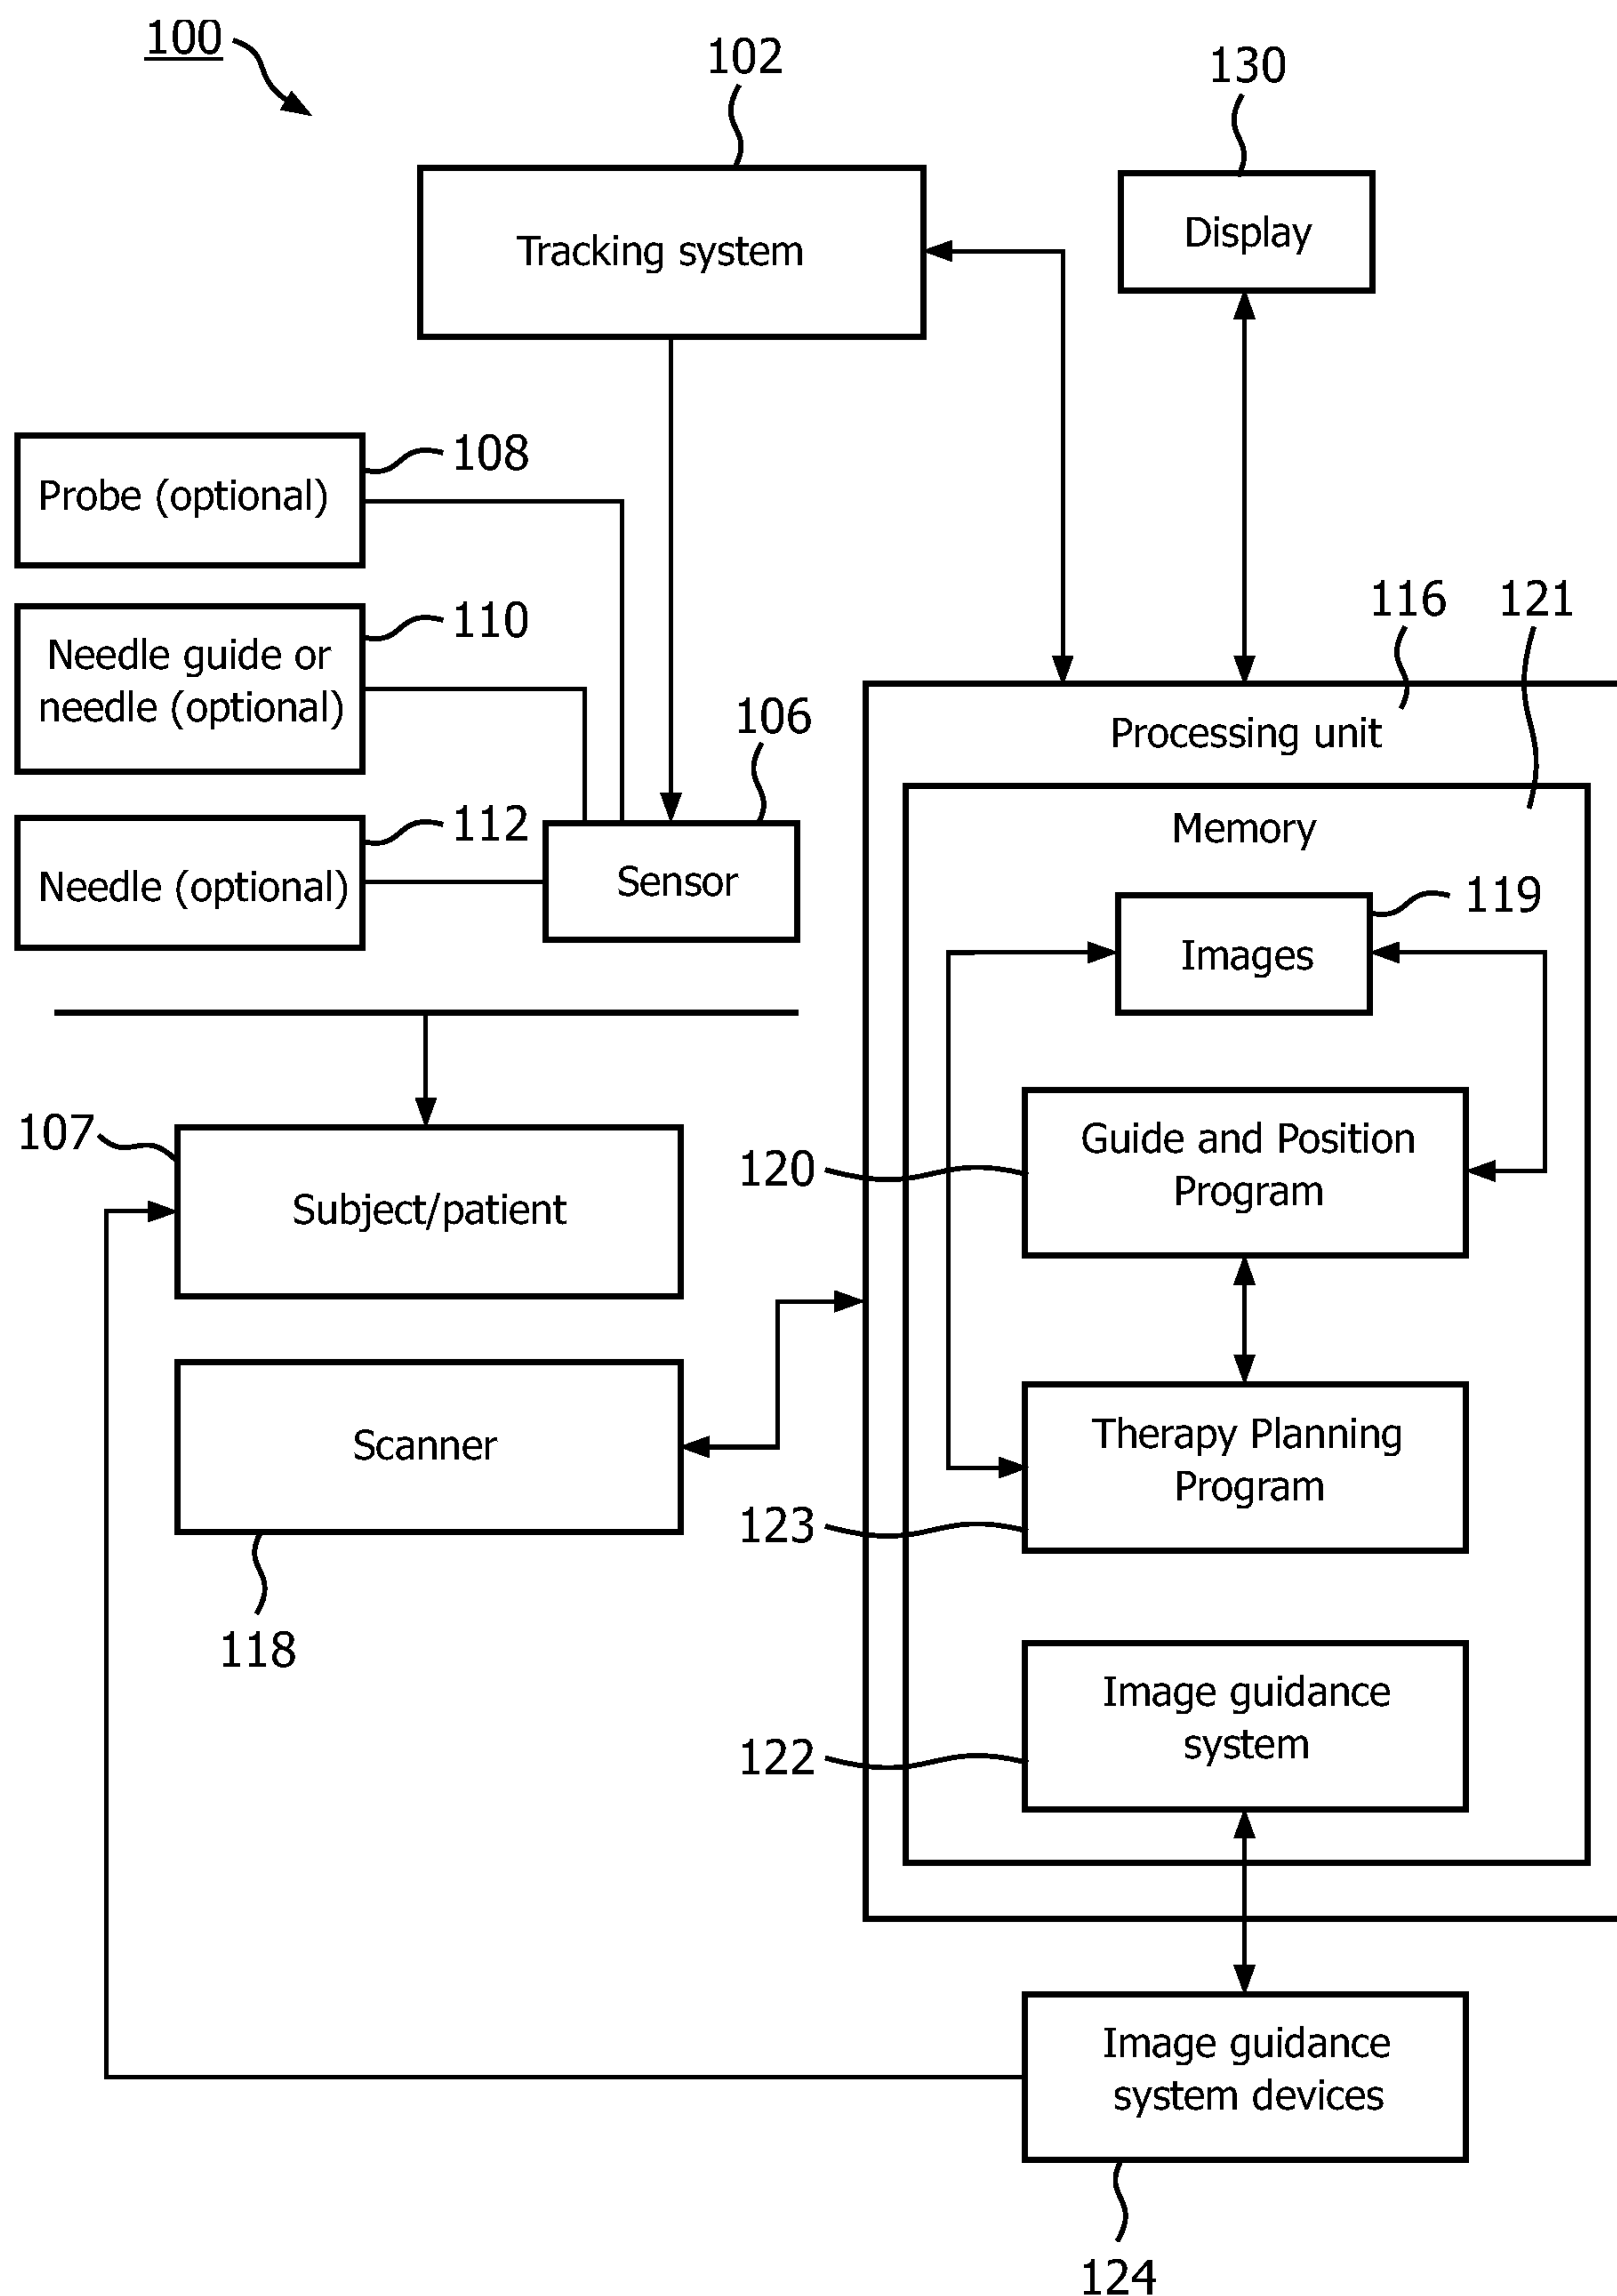 100
102
130
Tracking system
Display
108
Probe (optional)
110
Needle guide or
needle (optional)
116
121
106
Processing unit
112
Memory
Needle (optional)
Sensor
119
Images
107
120
Guide and Position
Program
Subject/patient
Scanner
Therapy Planning
Program
123
118
Image guidance
system
122
Image guidance
system devices
124